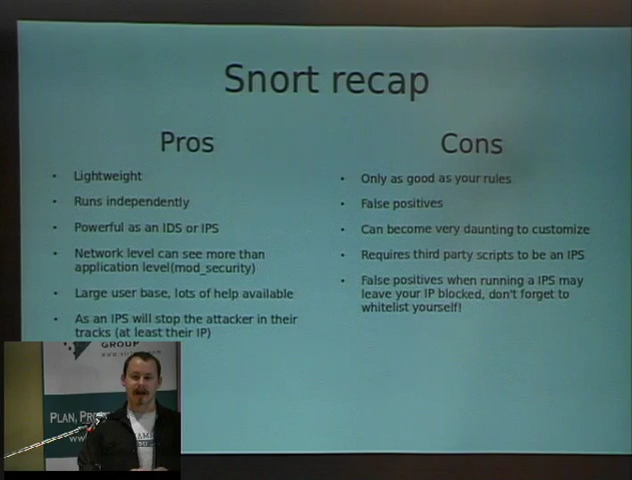 Snort recap
Pros
• Lightweight
• Runs independently
• Powerful as an IDS or IPS
• Network level can see more than
application level(mod_security)
• Large user base, lots of help available
• As an IPS will stop the attacker in their
tracks (at least their IP)
Cons
• Only as good as your rules
• False positives
• Can become very daunting to customize
• Requires third party scripts to be an IPS
• False positives when running a IPS may
leave your IP blocked, don't forget to
whitelist yourself!
GROUP
PLAN,